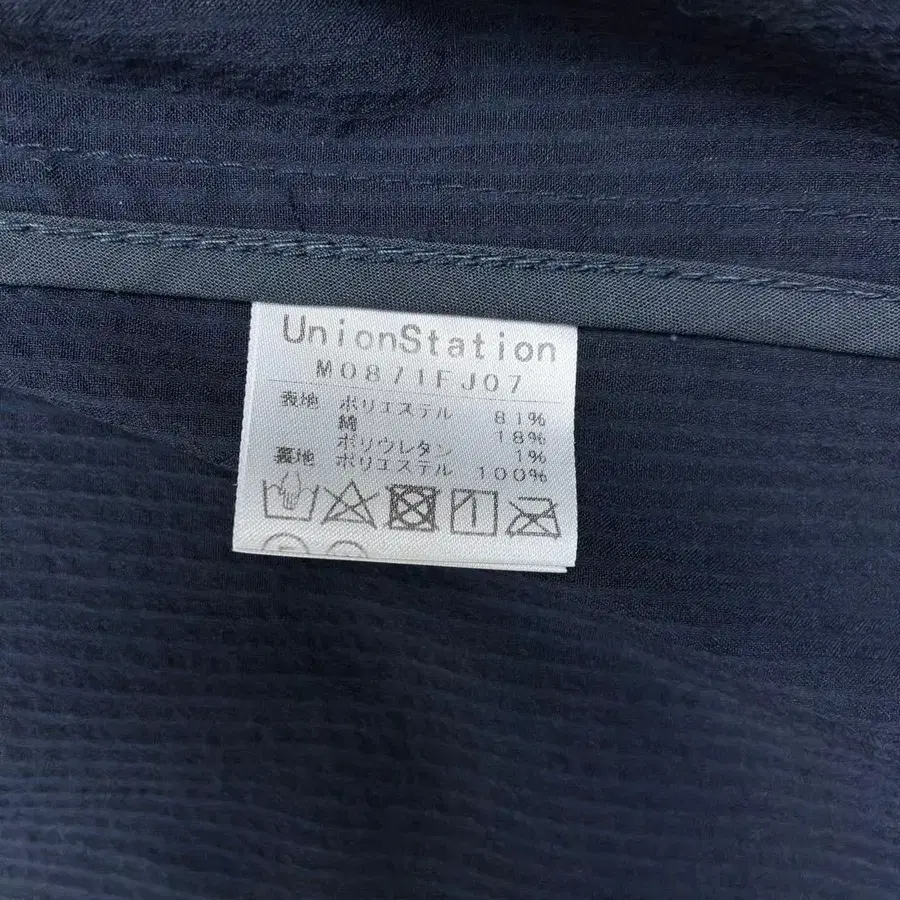 UnionStation
M0871FJ07
表地 ポリエステル 81%
綿 18%
ポリウレタン 1%
裏地 ポリエステル 100%